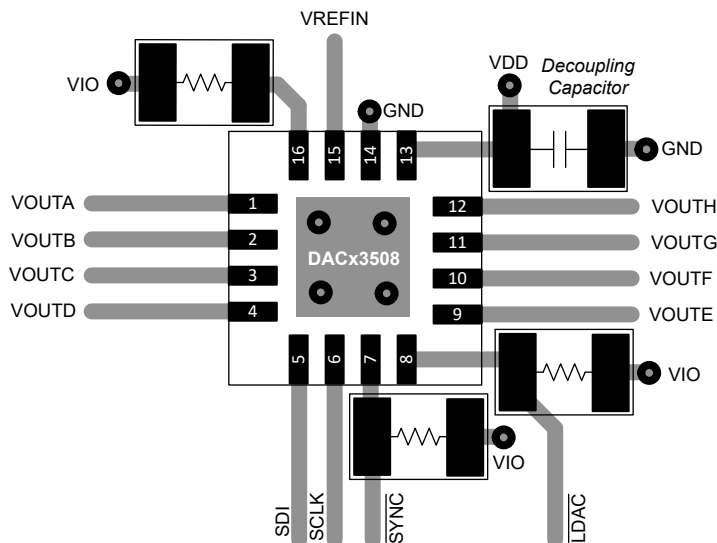 VREFIN
VIO
VDD
Decoupling
Capacitor
GND
GND
16
15
14
13
VOUTA
1
12
VOUTH
VOUTB
2
11
VOUTG
DACx3508
VOUTC
3
10
VOUTF
VOUTD
4
9
VOUTE
5
6
7
8
VIO
VIO
SDI
SCLK
SYNC
LDAC